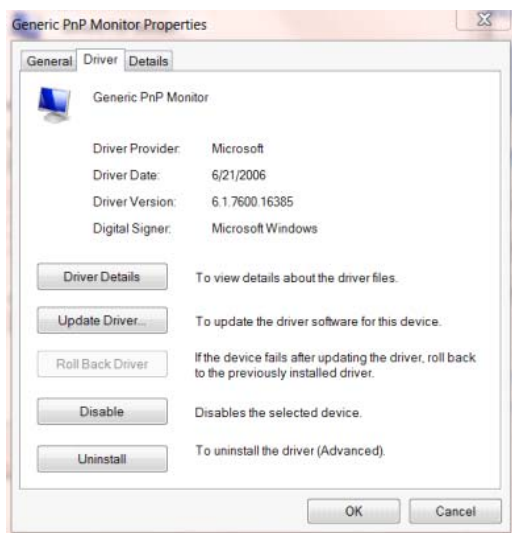 Generic PnP Monitor Properties
General Driver Details
Generic PnP Monitor
Driver Provider: Microsoft
Driver Date: 6/21/2006
Driver Version: 6.1.7600.16385
Digital Signer: Microsoft Windows
Driver Details To view details about the driver files.
Update Driver... To update the driver software for this device.
Roll Back Driver If the device fails after updating the driver, roll back
to the previously installed driver.
Disable Disables the selected device.
Uninstall To uninstall the driver (Advanced).
OK Cancel